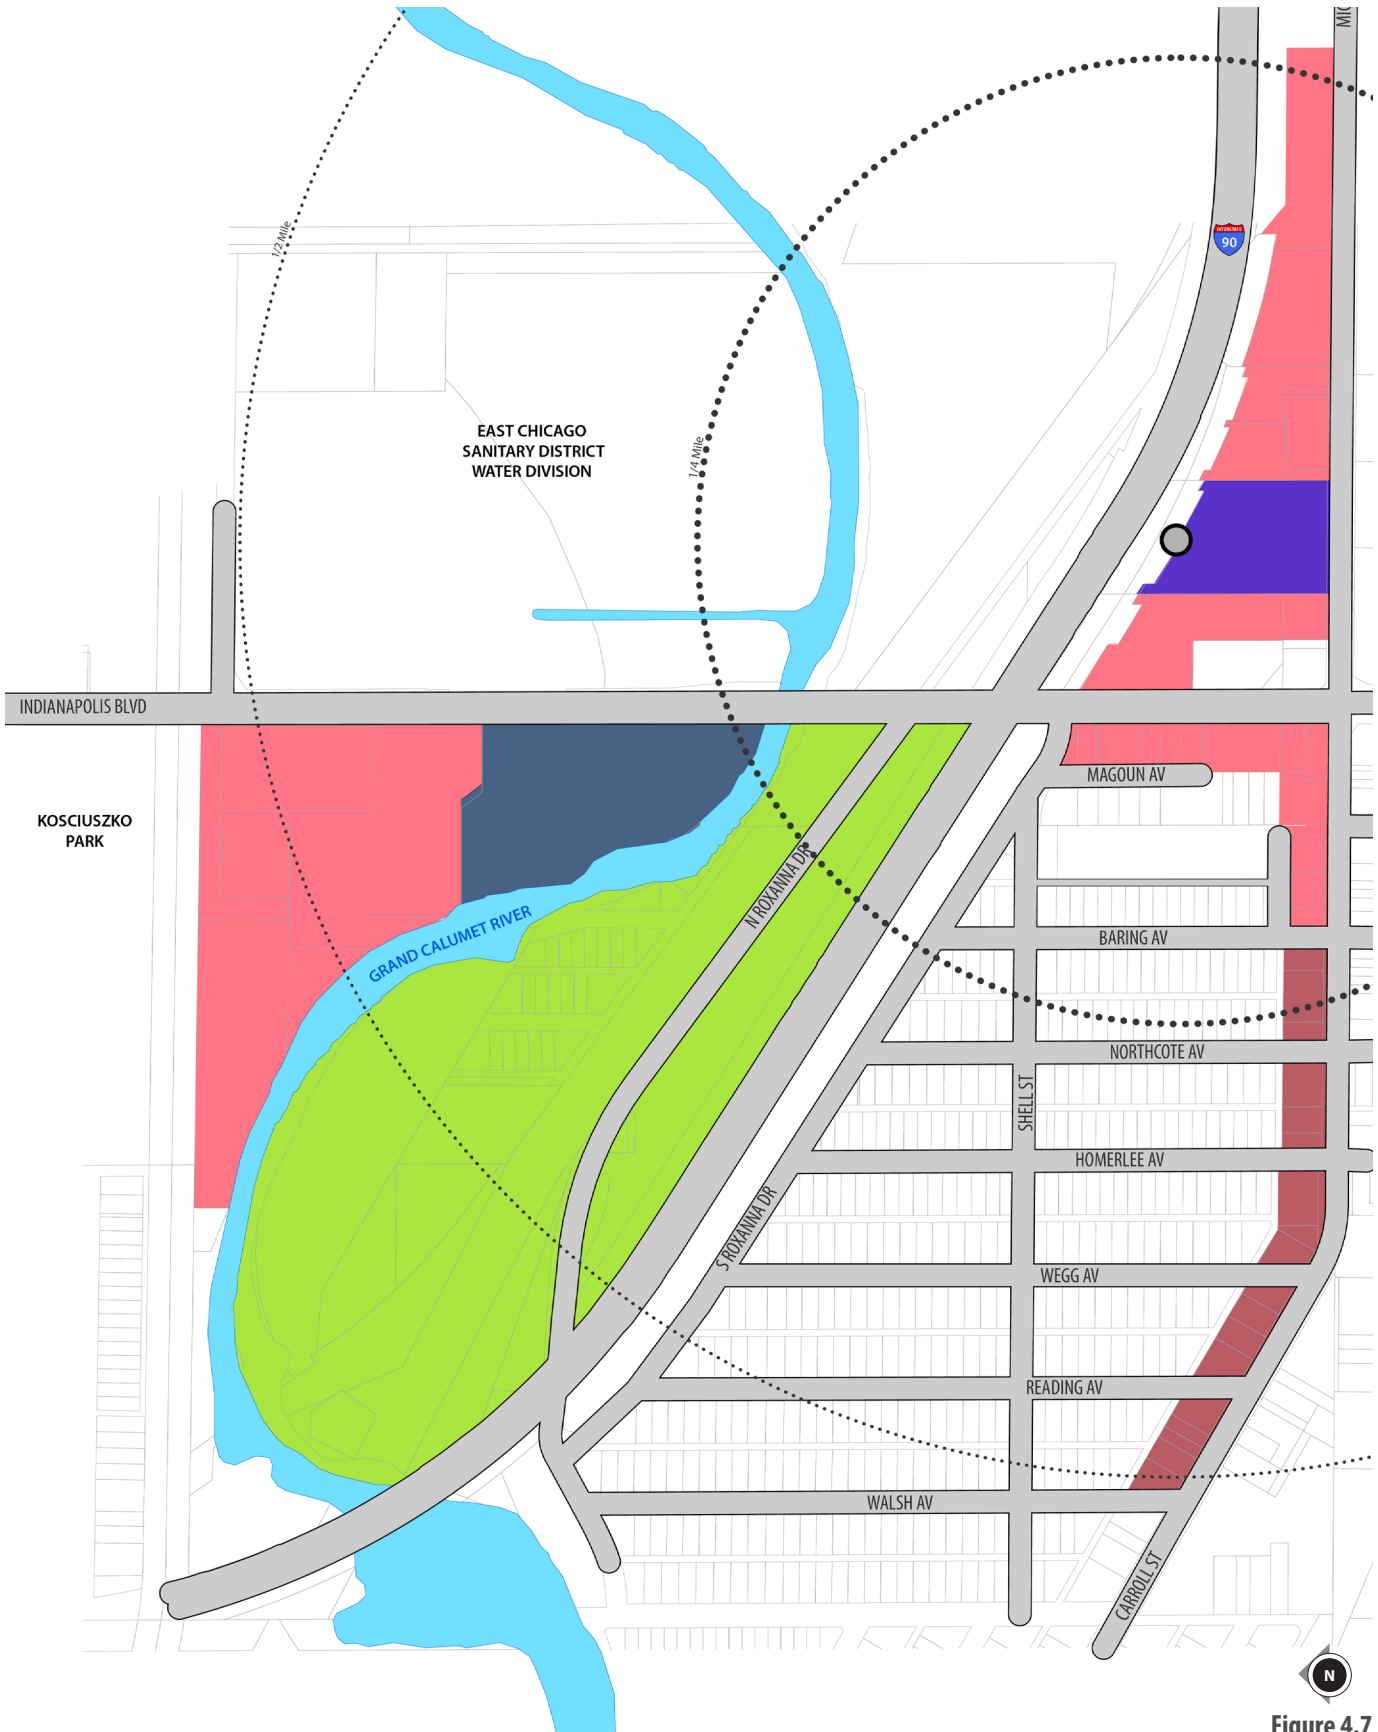 MIC
1/2 Mile
INTERSTATE
90
EAST CHICAGO
SANITARY DISTRICT
WATER DIVISION
1/4 Mile
INDIANAPOLIS BLVD
MAGOUN AV
KOSCIUSZKO
PARK
N ROXANNA DR
GRAND CALUMET RIVER
BARING AV
NORTHCOTE AV
SHELL ST
HOMERLEE AV
S ROXANNA DR
WEGG AV
READING AV
WALSH AV
CARROLL ST
N
Figure 4.7